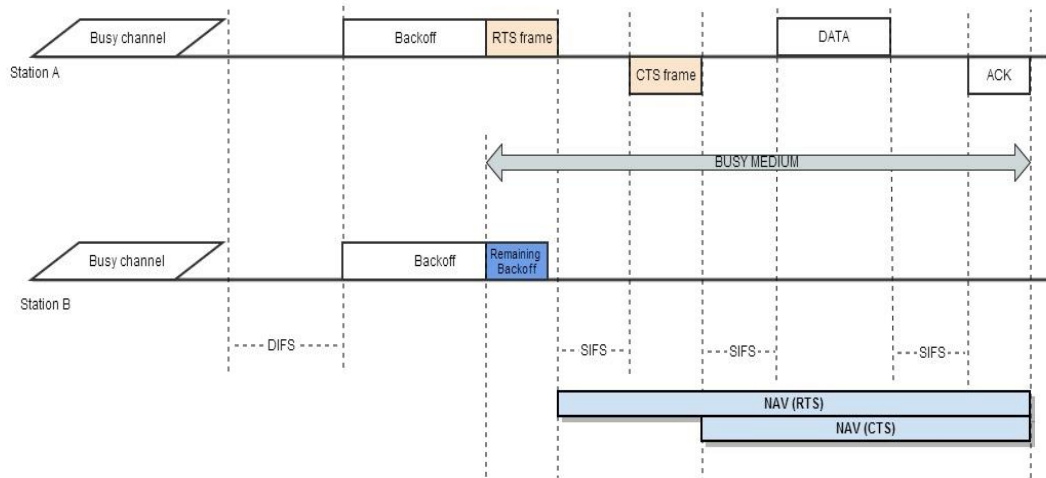 Busy channel
Backoff
RTS frame
DATA
Station A
CTS frame
ACK
BUSY MEDIUM
Busy channel
Backoff
Remaining
Backoff
Station B
DIFS
SIFS
SIFS
SIFS
NAV (RTS)
NAV (CTS)